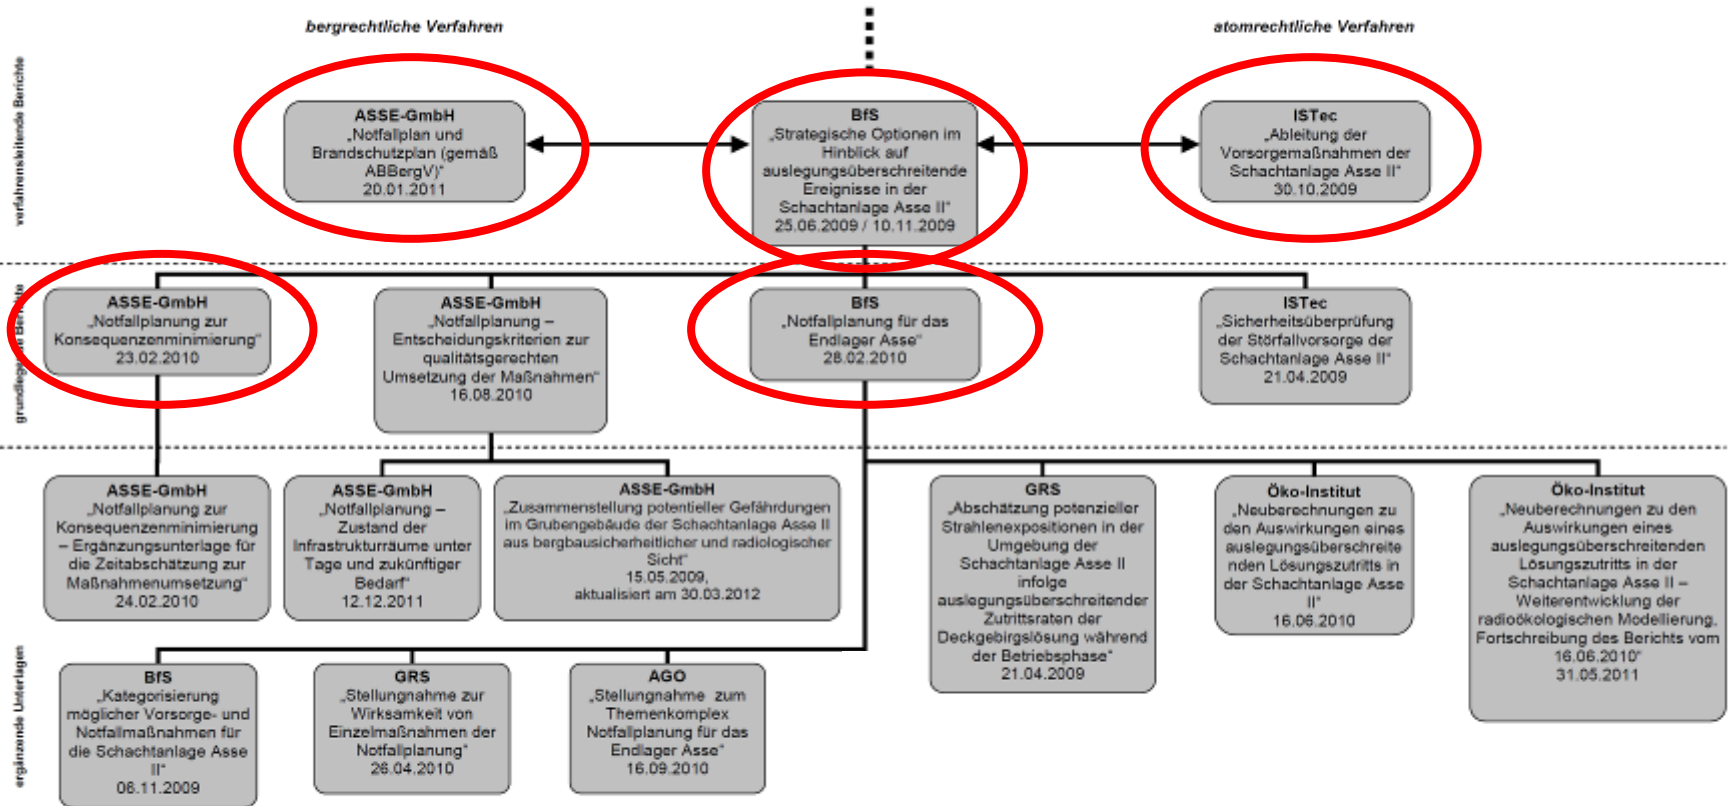 bergrechtliche Verfahren
atomrechtliche Verfahren
verfahrensleitende Berichte
ASSE-GmbH
„Notfallplan und
Brandschutzplan (gemäß
ABBergV)“
20.01.2011
BfS
„Strategische Optionen im
Hinblick auf
auslegungsüberschreitende
Ereignisse in der
Schachtanlage Asse II“
25.06.2009 / 10.11.2009
ISTec
„Ableitung der
Vorsorgemaßnahmen der
Schachtanlage Asse II“
30.10.2009
grundlegende Berichte
ASSE-GmbH
„Notfallplanung zur
Konsequenzenminimierung“
23.02.2010
ASSE-GmbH
„Notfallplanung –
Entscheidungskriterien zur
qualitätsgerechten
Umsetzung der Maßnahmen“
16.08.2010
BfS
„Notfallplanung für das
Endlager Asse“
28.02.2010
ISTec
„Sicherheitsüberprüfung
der Störfallvorsorge der
Schachtanlage Asse II“
21.04.2009
ergänzende Unterlagen
ASSE-GmbH
„Notfallplanung zur
Konsequenzenminimierung
– Ergänzungsunterlage für
die Zeitabschätzung zur
Maßnahmenumsetzung“
24.02.2010
ASSE-GmbH
„Notfallplanung –
Zustand der
Infrastrukturräume unter
Tage und zukünftiger
Bedarf“
12.12.2011
ASSE-GmbH
„Zusammenstellung potentieller Gefährdungen
im Grubengebäude der Schachtanlage Asse II
aus bergbausicherheitlicher und radiologischer
Sicht“
15.05.2009,
aktualisiert am 30.03.2012
GRS
„Abschätzung potenzieller
Strahlenexpositionen in der
Umgebung der
Schachtanlage Asse II
infolge
auslegungsüberschreitender
Zutrittsraten der
Deckgebirgslösung während
der Betriebsphase“
21.04.2009
Öko-Institut
„Neuberechnungen zu
den Auswirkungen eines
auslegungsüberschreite
nden Lösungszutritts in
der Schachtanlage Asse
II“
16.06.2010
Öko-Institut
„Neuberechnungen zu den
Auswirkungen eines
auslegungsüberschreitenden
Lösungszutritts in der
Schachtanlage Asse II –
Weiterentwicklung der
radioökologischen Modellierung.
Fortschreibung des Berichts vom
16.06.2010“
31.05.2011
BfS
„Kategorisierung
möglicher Vorsorge- und
Notfallmaßnahmen für
die Schachtanlage Asse
II“
06.11.2009
GRS
„Stellungnahme zur
Wirksamkeit von
Einzelmaßnahmen der
Notfallplanung“
26.04.2010
AGO
„Stellungnahme zum
Themenkomplex
Notfallplanung für das
Endlager Asse“
16.09.2010